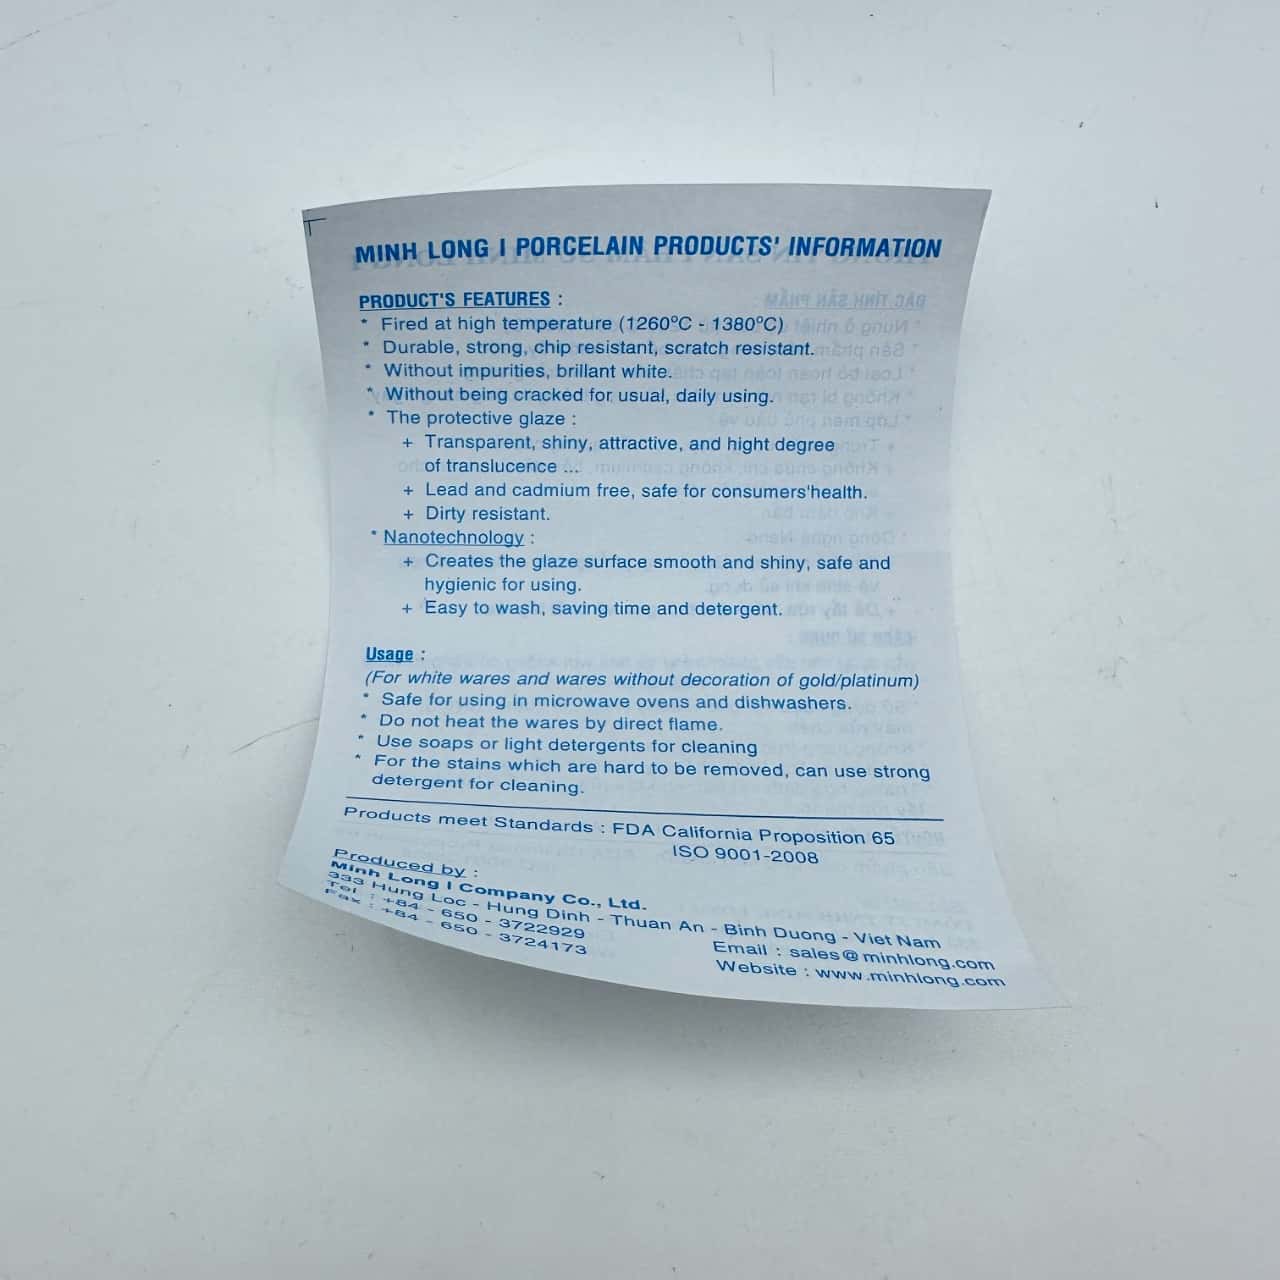 MINH LONG I PORCELAIN PRODUCTS' INFORMATION
PRODUCT'S FEATURES :
* Fired at high temperature (1260ºC - 1380ºC)
* Durable, strong, chip resistant, scratch resistant.
* Without impurities, brillant white.
* Without being cracked for usual, daily using.
* The protective glaze :
+ Transparent, shiny, attractive, and hight degree
of translucence ...
+ Lead and cadmium free, safe for consumers'health.
+ Dirty resistant.
* Nanotechnology :
+ Creates the glaze surface smooth and shiny, safe and
hygienic for using.
+ Easy to wash, saving time and detergent.
Usage :
(For white wares and wares without decoration of gold/platinum)
* Safe for using in microwave ovens and dishwashers.
* Do not heat the wares by direct flame.
* Use soaps or light detergents for cleaning
* For the stains which are hard to be removed, can use strong
detergent for cleaning.
Products meet Standards : FDA California Proposition 65
ISO 9001-2008
Produced by :
Minh Long I Company Co., Ltd.
333 Hung Loc - Hung Dinh - Thuan An - Binh Duong - Viet Nam
Tel : +84 - 650 - 3722929 Email : sales@minhlong.com
Fax : +84 - 650 - 3724173 Website : www.minhlong.com